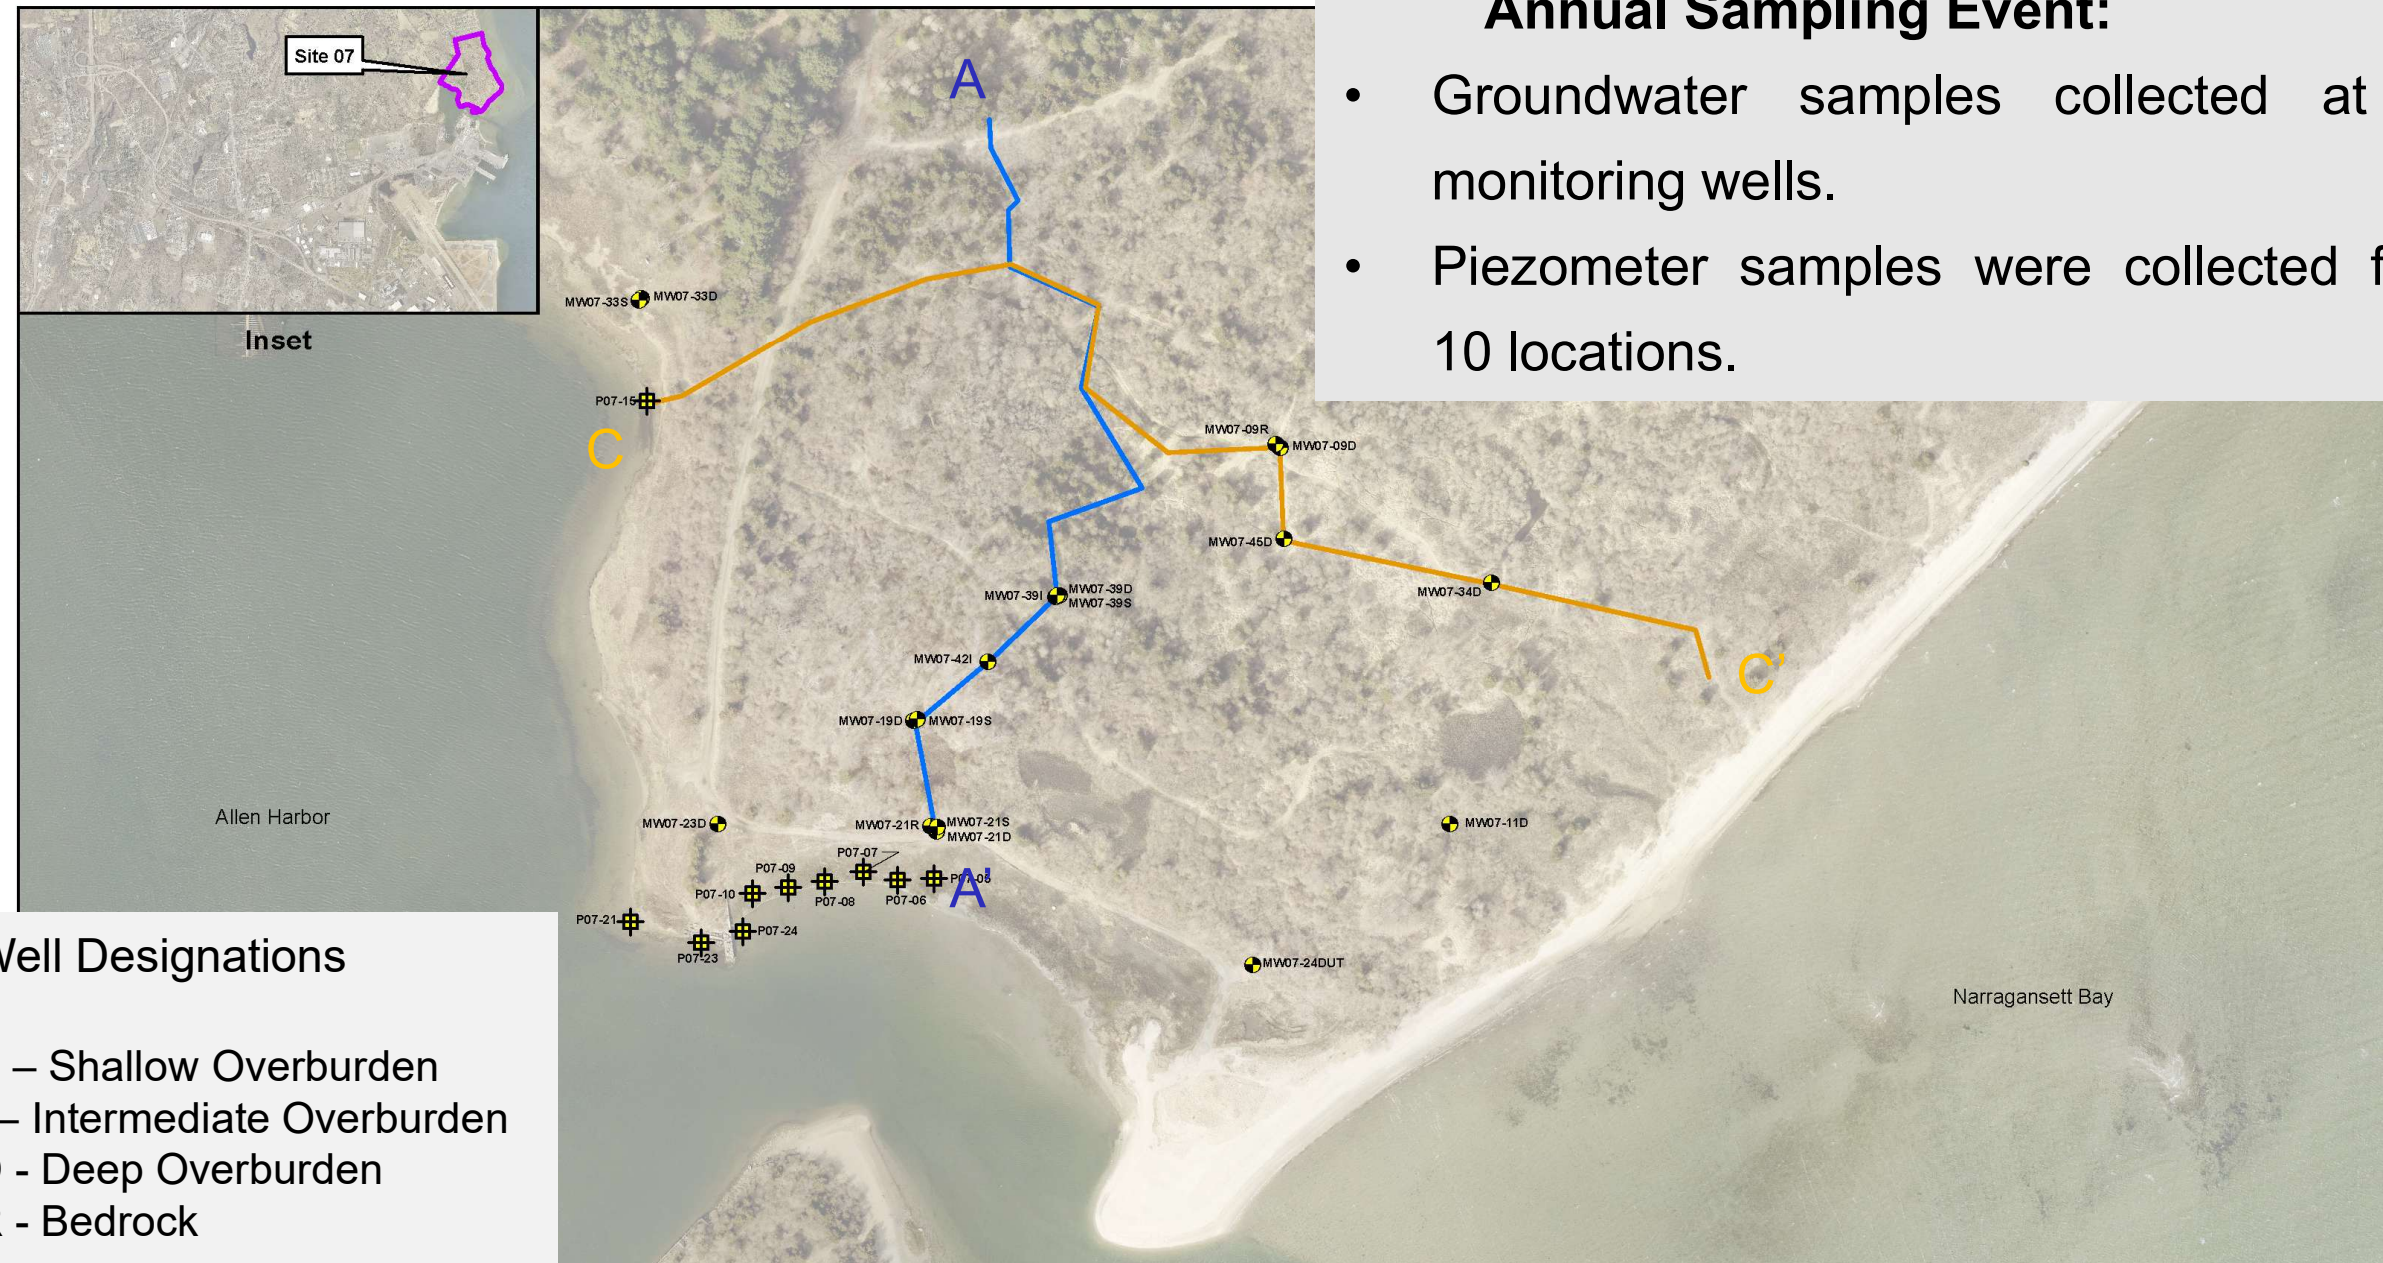 Annual Sampling Event:
• Groundwater samples collected at
monitoring wells.
• Piezometer samples were collected
10 locations.
Site 07
Inset
A
MW07-33S
MW07-33D
P07-15
C
MW07-09R
MW07-09D
MW07-45D
MW07-34D
MW07-39I
MW07-39D
MW07-39S
MW07-42I
C'
MW07-19D
MW07-19S
Allen Harbor
MW07-23D
MW07-21R
MW07-21S
MW07-21D
MW07-11D
P07-07
P07-09
P07-10
P07-08
P07-06
P07-05
A'
P07-21
P07-24
P07-23
MW07-24DUT
Narragansett Bay
Well Designations
– Shallow Overburden
– Intermediate Overburden
- Deep Overburden
- Bedrock